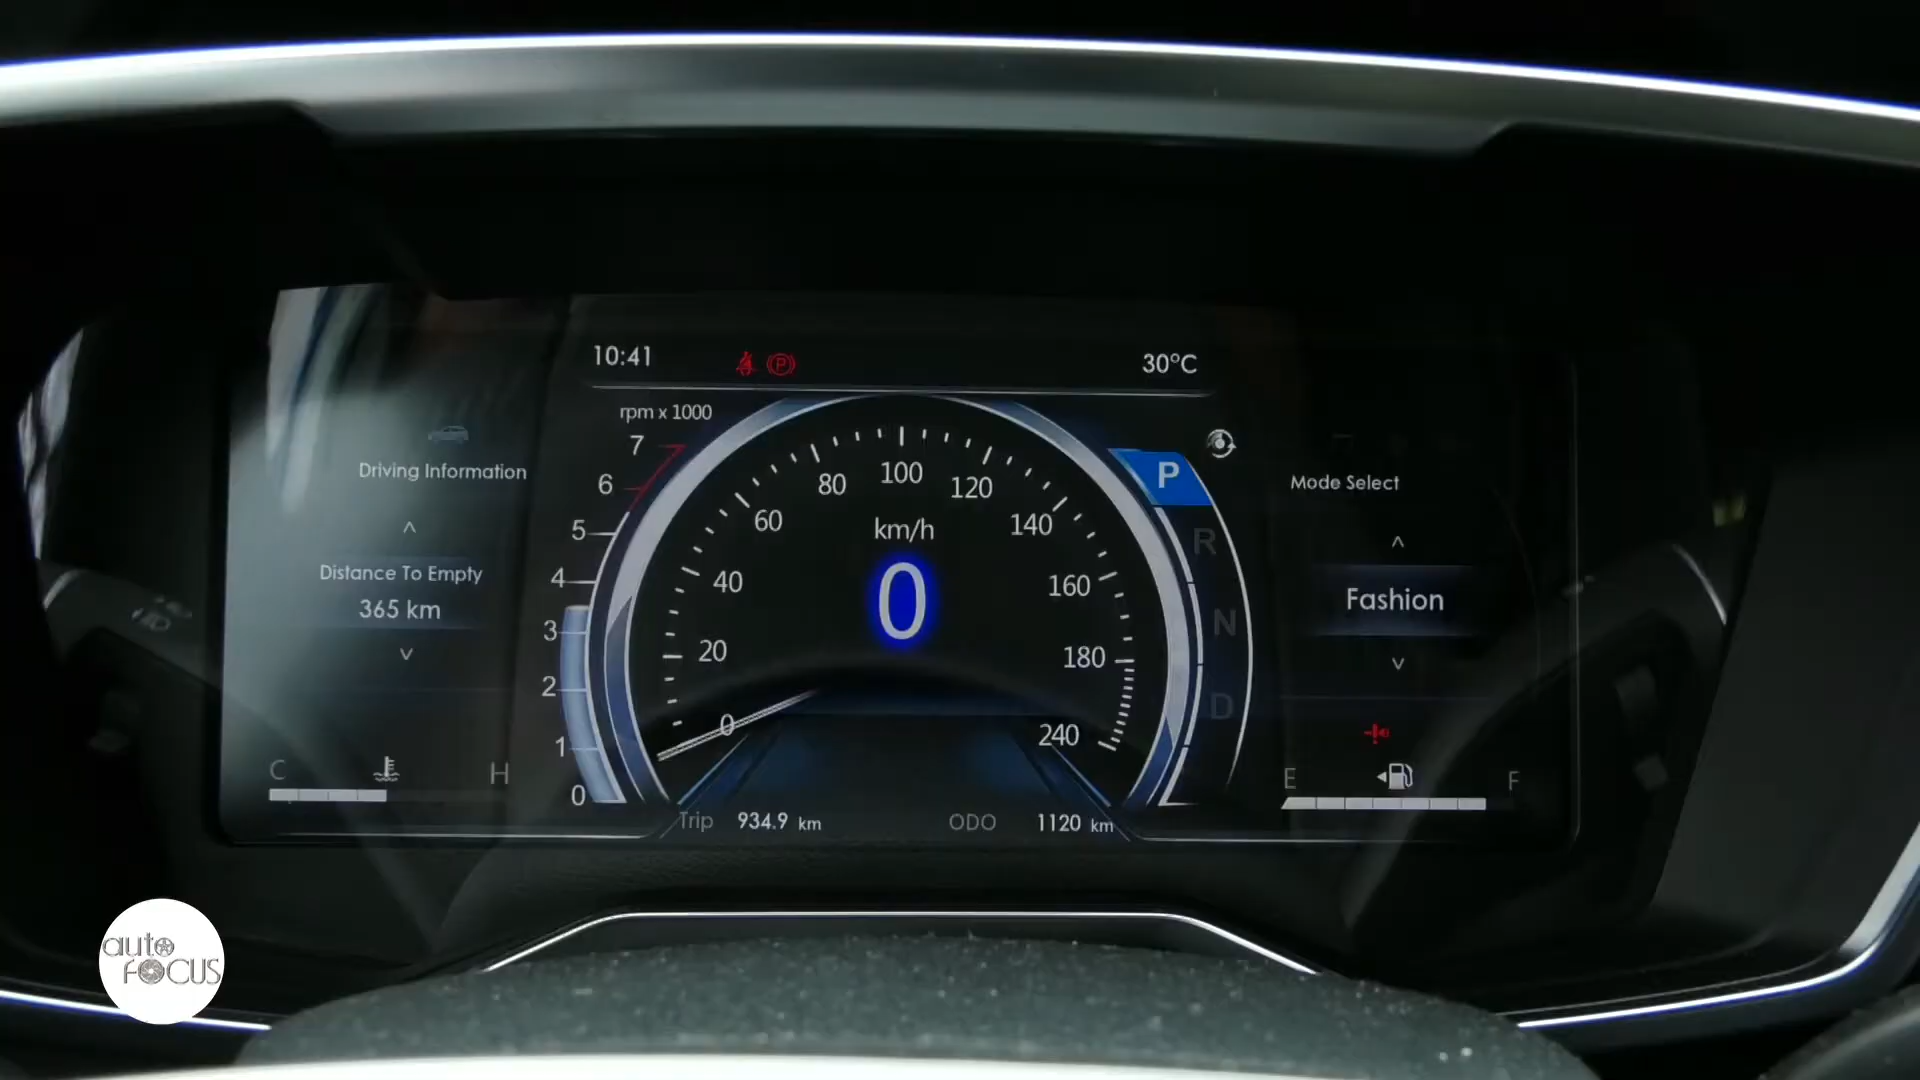 10:41
30°C
rpm x 1000
7
6
5
4
3
2
1
0
0
20
40
60
80
100
120
140
160
180
240
km/h
0
P
R
N
D
Driving Information
Distance To Empty
365 km
C
H
Mode Select
Fashion
E
F
Trip 934.9 km
ODO 1120 km
auto
FOCUS